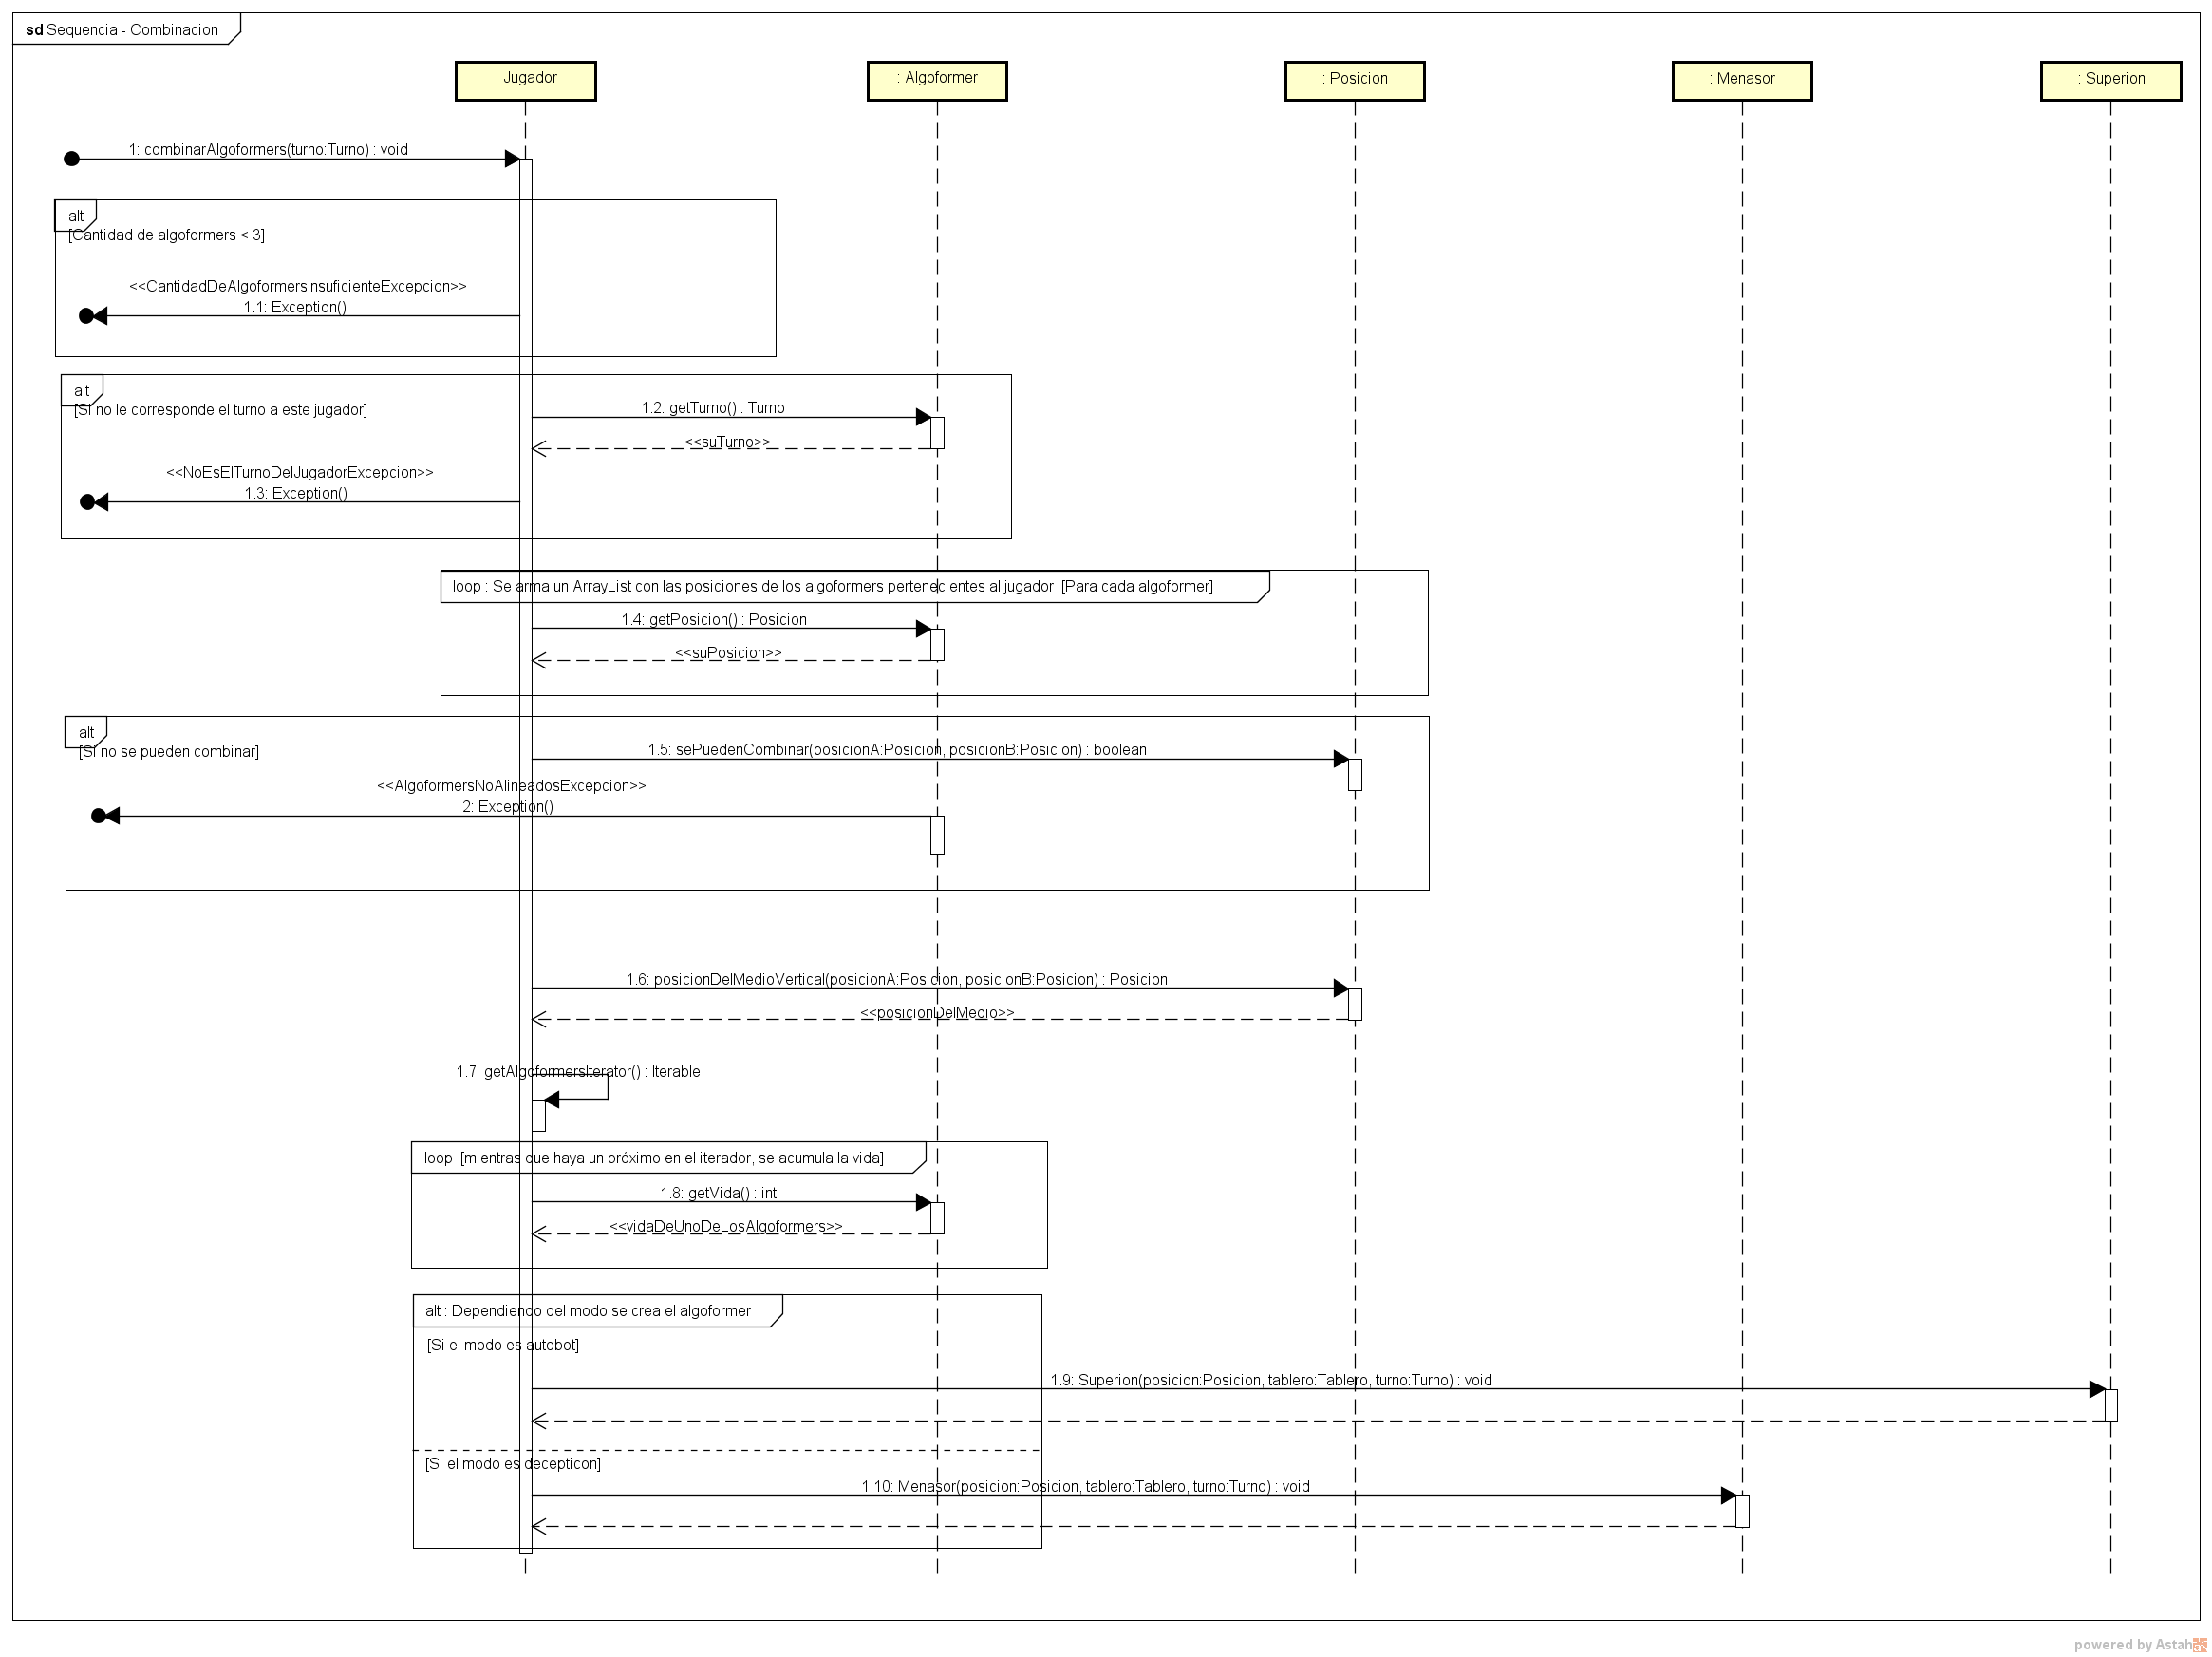 sd Sequencia - Combinacion
: Jugador
: Algoformer
: Posicion
: Menasor
: Superion
1: combinarAlgoformers(turno:Turno) : void
alt
[Cantidad de algoformers < 3]
<<CantidadDeAlgoformersInsuficienteExcepcion>>
1.1: Exception()
alt
[Si no le corresponde el turno a este jugador]
1.2: getTurno() : Turno
<<suTurno>>
<<NoEsElTurnoDelJugadorExcepcion>>
1.3: Exception()
loop : Se arma un ArrayList con las posiciones de los algoformers pertenecientes al jugador [Para cada algoformer]
1.4: getPosicion() : Posicion
<<suPosicion>>
alt
[Si no se pueden combinar]
1.5: sePuedenCombinar(posicionA:Posicion, posicionB:Posicion) : boolean
<<AlgoformersNoAlineadosExcepcion>>
2: Exception()
1.6: posicionDelMedioVertical(posicionA:Posicion, posicionB:Posicion) : Posicion
<<posicionDelMedio>>
1.7: getAlgoformersIterator() : Iterable
loop [mientras que haya un próximo en el iterador, se acumula la vida]
1.8: getVida() : int
<<vidaDeUnoDeLosAlgoformers>>
alt : Dependiendo del modo se crea el algoformer
[Si el modo es autobot]
1.9: Superion(posicion:Posicion, tablero:Tablero, turno:Turno) : void
[Si el modo es decepticon]
1.10: Menasor(posicion:Posicion, tablero:Tablero, turno:Turno) : void
powered by Astah